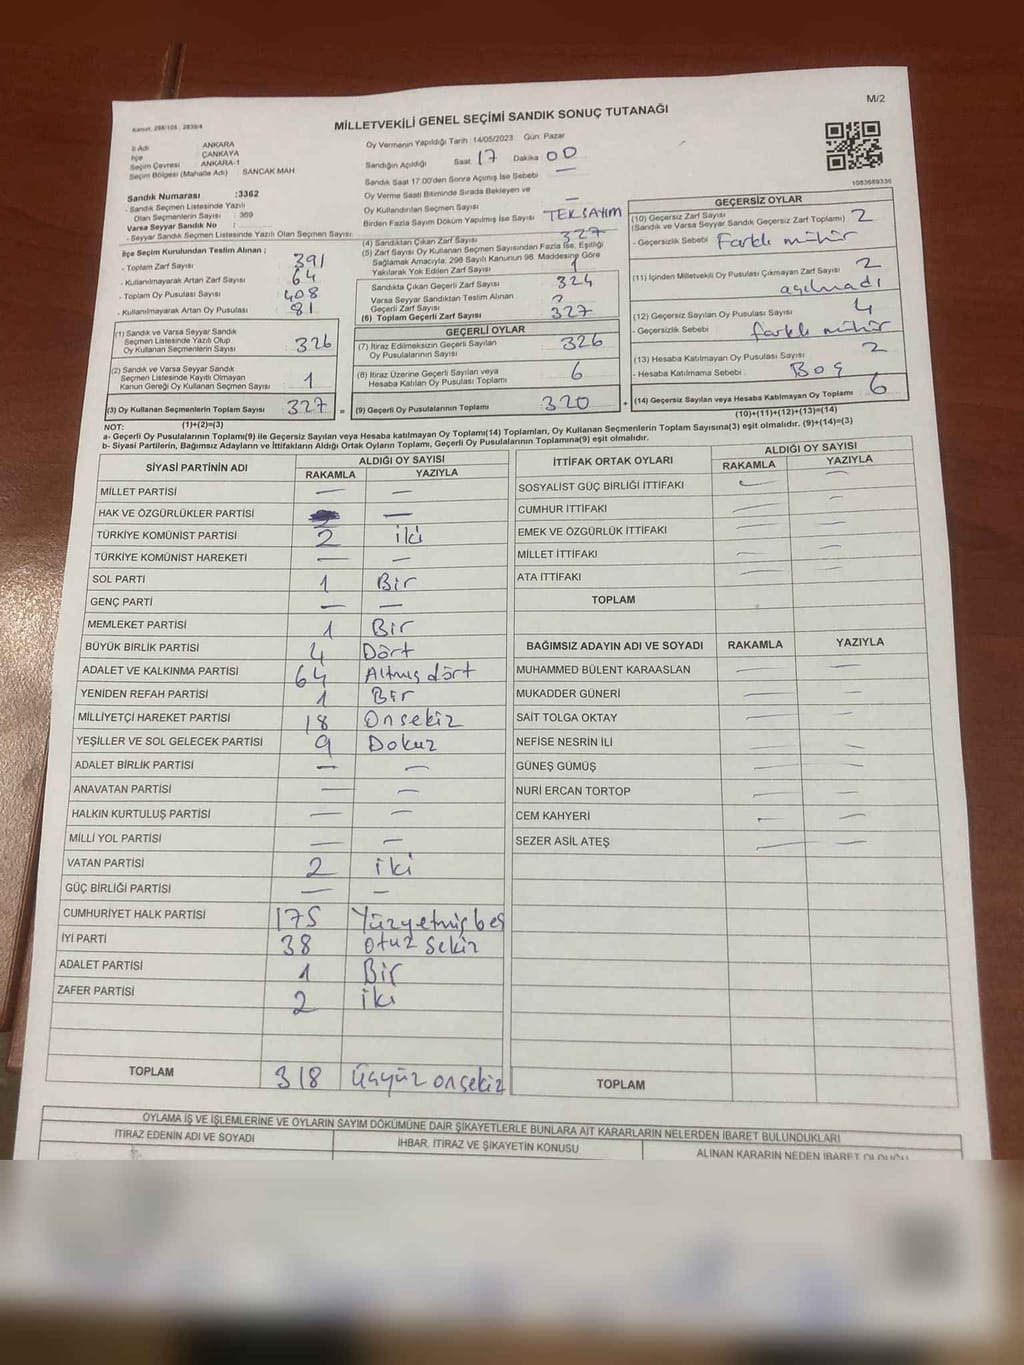 M/2
MİLLETVEKİLİ GENEL SEÇİMİ SANDIK SONUÇ TUTANAĞI
İl Adı ANKARA
İlçe ÇANKAYA
Seçim Çevresi ANKARA-1
Seçim Bölgesi (Mahalle Adı) SANCAK MAH
Sandık Numarası :3362
- Sandık Seçmen Listesinde Yazılı
Olan Seçmenlerin Sayısı : 369
Varsa Seyyar Sandık No :
- Seyyar Sandık Seçmen Listesinde Yazılı Olan Seçmen Sayısı:
Oy Vermenin Yapıldığı Tarih : 14/05/2023 Gün: Pazar
Sandığın Açıldığı Saat 17 Dakika 00
Sandık Saat 17:00'den Sonra Açılmış İse Sebebi —
Oy Verme Saati Bitiminde Sırada Bekleyen ve
Oy Kullandırılan Seçmen Sayısı —
Birden Fazla Sayım Döküm Yapılmış İse Sayısı TEK SAYIM
1083689336
İlçe Seçim Kurulundan Teslim Alınan ;
- Toplam Zarf Sayısı 391
- Kullanılmayarak Artan Zarf Sayısı 64
- Toplam Oy Pusulası Sayısı 408
- Kullanılmayarak Artan Oy Pusulası 81
(1) Sandık ve Varsa Seyyar Sandık
Seçmen Listesinde Yazılı Olup
Oy Kullanan Seçmenlerin Sayısı 326
(2) Sandık ve Varsa Seyyar Sandık
Seçmen Listesinde Kayıtlı Olmayan
Kanun Gereği Oy Kullanan Seçmen Sayısı 1
(3) Oy Kullanan Seçmenlerin Toplam Sayısı 327 =
(1)+(2)=(3)
(4) Sandıktan Çıkan Zarf Sayısı 327
(5) Zarf Sayısı Oy Kullanan Seçmen Sayısından Fazla İse, Eşitliği
Sağlamak Amacıyla, 298 Sayılı Kanunun 98. Maddesine Göre
Yakılarak Yok Edilen Zarf Sayısı
Sandıkta Çıkan Geçerli Zarf Sayısı 324
Varsa Seyyar Sandıktan Teslim Alınan
Geçerli Zarf Sayısı
(6) Toplam Geçerli Zarf Sayısı 327
GEÇERLİ OYLAR
(7) İtiraz Edilmeksizin Geçerli Sayılan
Oy Pusulalarının Sayısı 326
(8) İtiraz Üzerine Geçerli Sayılan veya
Hesaba Katılan Oy Pusulası Toplamı 6
(9) Geçerli Oy Pusulalarının Toplamı 320 +
GEÇERSİZ OYLAR
(10) Geçersiz Zarf Sayısı
(Sandık ve Varsa Seyyar Sandık Geçersiz Zarf Toplamı) 2
- Geçersizlik Sebebi Farklı mühür
(11) İçinden Milletvekili Oy Pusulası Çıkmayan Zarf Sayısı 2
açılmadı
(12) Geçersiz Sayılan Oy Pusulası Sayısı 4
- Geçersizlik Sebebi farklı mühür
(13) Hesaba Katılmayan Oy Pusulası Sayısı 2
- Hesaba Katılmama Sebebi Boş
(14) Geçersiz Sayılan veya Hesaba Katılmayan Oy Toplamı 6
(10)+(11)+(12)+(13)=(14)
NOT:
a- Geçerli Oy Pusulalarının Toplamı(9) ile Geçersiz Sayılan veya Hesaba katılmayan Oy Toplamı(14) Toplamları, Oy Kullanan Seçmenlerin Toplam Sayısına(3) eşit olmalıdır. (9)+(14)=(3)
b- Siyasi Partilerin, Bağımsız Adayların ve İttifakların Aldığı Oyların Toplamı, Geçerli Oy Pusulalarının Toplamına(9) eşit olmalıdır.
SİYASİ PARTİNİN ADI ALDIĞI OY SAYISI
RAKAMLA YAZIYLA
MİLLET PARTİSİ — —
HAK VE ÖZGÜRLÜKLER PARTİSİ —
TÜRKİYE KOMÜNİST PARTİSİ 2 iki
TÜRKİYE KOMÜNİST HAREKETİ — —
SOL PARTİ 1 Bir
GENÇ PARTİ — —
MEMLEKET PARTİSİ 1 Bir
BÜYÜK BİRLİK PARTİSİ 4 Dört
ADALET VE KALKINMA PARTİSİ 64 Altmış dört
YENİDEN REFAH PARTİSİ 1 Bir
MİLLİYETÇİ HAREKET PARTİSİ 18 Onsekiz
YEŞİLLER VE SOL GELECEK PARTİSİ 9 Dokuz
ADALET BİRLİK PARTİSİ — —
ANAVATAN PARTİSİ — —
HALKIN KURTULUŞ PARTİSİ — —
MİLLİ YOL PARTİSİ — —
VATAN PARTİSİ 2 iki
GÜÇ BİRLİĞİ PARTİSİ — —
CUMHURİYET HALK PARTİSİ 175 Yüzyetmişbeş
İYİ PARTİ 38 otuz sekiz
ADALET PARTİSİ 1 Bir
ZAFER PARTİSİ 2 iki
TOPLAM 318 üçyüz onsekiz
İTTİFAK ORTAK OYLARI ALDIĞI OY SAYISI
RAKAMLA YAZIYLA
SOSYALİST GÜÇ BİRLİĞİ İTTİFAKI — —
CUMHUR İTTİFAKI — —
EMEK VE ÖZGÜRLÜK İTTİFAKI — —
MİLLET İTTİFAKI — —
ATA İTTİFAKI — —
TOPLAM
BAĞIMSIZ ADAYIN ADI VE SOYADI RAKAMLA YAZIYLA
MUHAMMED BÜLENT KARAASLAN — —
MUKADDER GÜNERİ — —
SAİT TOLGA OKTAY — —
NEFİSE NESRİN İLİ — —
GÜNEŞ GÜMÜŞ — —
NURİ ERCAN TORTOP — —
CEM KAHYERİ — —
SEZER ASİL ATEŞ — —
TOPLAM
OYLAMA İŞ VE İŞLEMLERİNE VE OYLARIN SAYIM DÖKÜMÜNE DAİR ŞİKAYETLERLE BUNLARA AİT KARARLARIN NELERDEN İBARET BULUNDUKLARI
İTİRAZ EDENİN ADI VE SOYADI İHBAR, İTİRAZ VE ŞİKAYETİN KONUSU ALINAN KARARIN NEDEN İBARET OLDUĞU